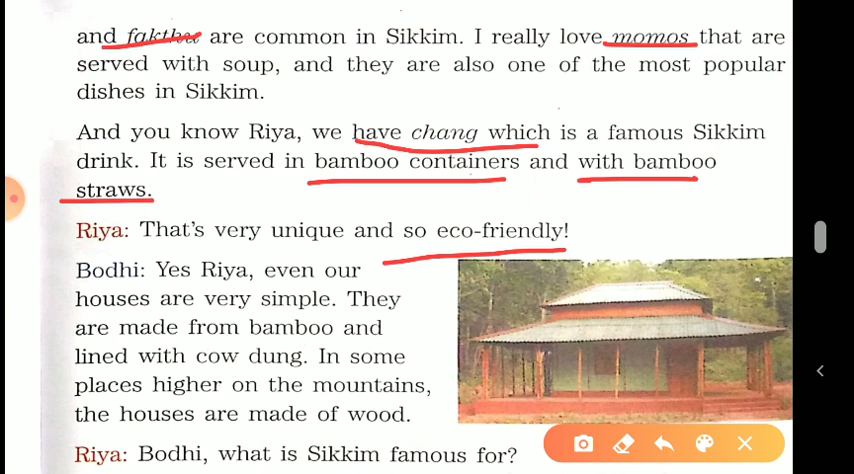 and fakthu are common in Sikkim. I really love momos that are
served with soup, and they are also one of the most popular
dishes in Sikkim.
And you know Riya, we have chang which is a famous Sikkim
drink. It is served in bamboo containers and with bamboo
straws.
Riya: That's very unique and so eco-friendly!
Bodhi: Yes Riya, even our
houses are very simple. They
are made from bamboo and
lined with cow dung. In some
places higher on the mountains,
the houses are made of wood.
Riya: Bodhi, what is Sikkim famous for?